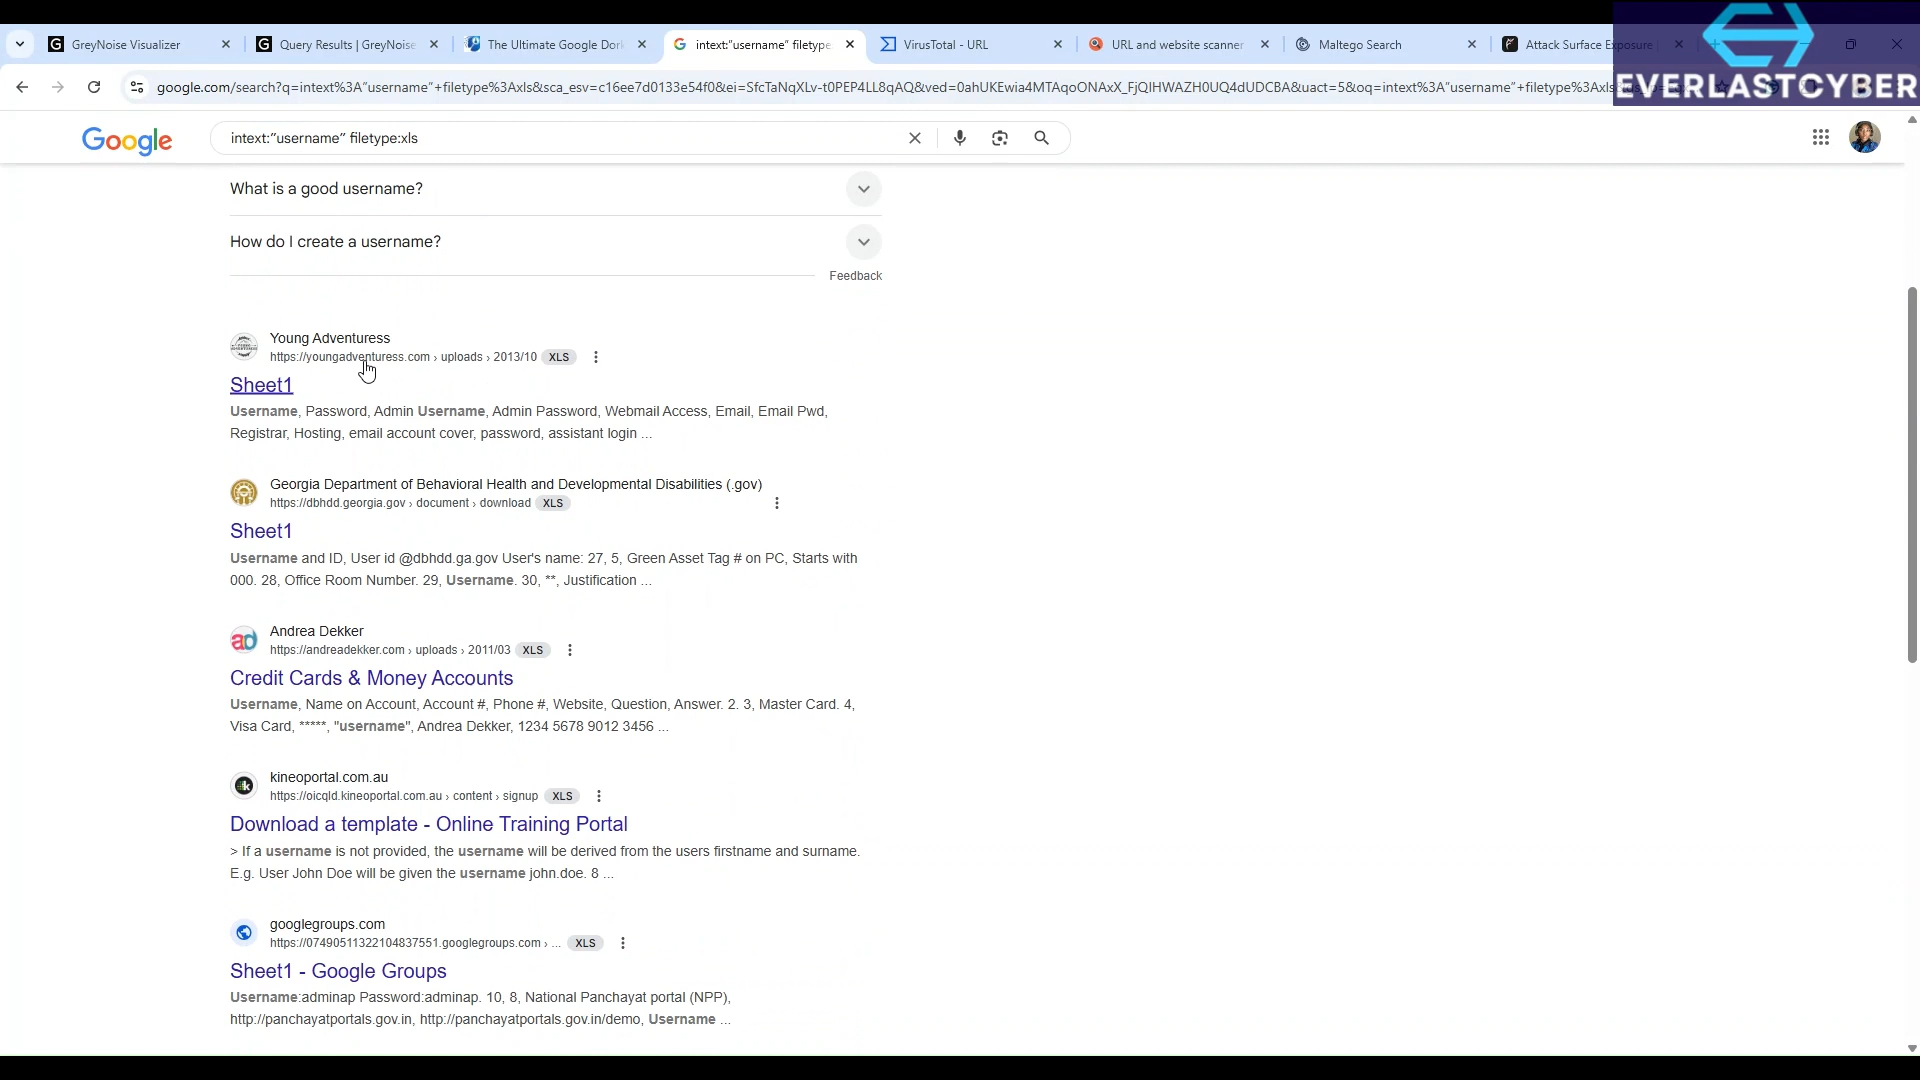 GreyNoise Visualizer
Query Results | GreyNoise
The Ultimate Google Dor
intext:"username" filetype
VirusTotal - URL
URL and website scanner
Maltego Search
Attack Surface Exposure
EVERLASTCYBER
google.com/search?q=intext%3A"username"+filetype%3Axls&sca_esv=c16ee7d0133e54f0&ei=SfcTaNqXLv-t0PEP4LL8qAQ&ved=0ahUKEwia4MTAqoONAxX_FjQIHWAZH0UQ4dUDCBA&uact=5&oq=intext%3A"username"+filetype%3Axls
Google
intext:"username" filetype:xls
What is a good username?
How do I create a username?
Feedback
Young Adventuress
https://youngadventuress.com › uploads › 2013/10 XLS
Sheet1
Username, Password, Admin Username, Admin Password, Webmail Access, Email, Email Pwd,
Registrar, Hosting, email account cover, password, assistant login ...
Georgia Department of Behavioral Health and Developmental Disabilities (.gov)
https://dbhdd.georgia.gov › document › download XLS
Sheet1
Username and ID, User id @dbhdd.ga.gov User's name: 27, 5, Green Asset Tag # on PC, Starts with
000. 28, Office Room Number. 29, Username. 30, **, Justification ...
ad
Andrea Dekker
https://andreadekker.com › uploads › 2011/03 XLS
Credit Cards & Money Accounts
Username, Name on Account, Account #, Phone #, Website, Question, Answer. 2. 3, Master Card. 4,
Visa Card, *****, "username", Andrea Dekker, 1234 5678 9012 3456 ...
k
kineoportal.com.au
https://oicqld.kineoportal.com.au › content › signup XLS
Download a template - Online Training Portal
> If a username is not provided, the username will be derived from the users firstname and surname.
E.g. User John Doe will be given the username john.doe. 8 ...
googlegroups.com
https://07490511322104837551.googlegroups.com › ... XLS
Sheet1 - Google Groups
Username:adminap Password:adminap. 10, 8, National Panchayat portal (NPP),
http://panchayatportals.gov.in, http://panchayatportals.gov.in/demo, Username ...